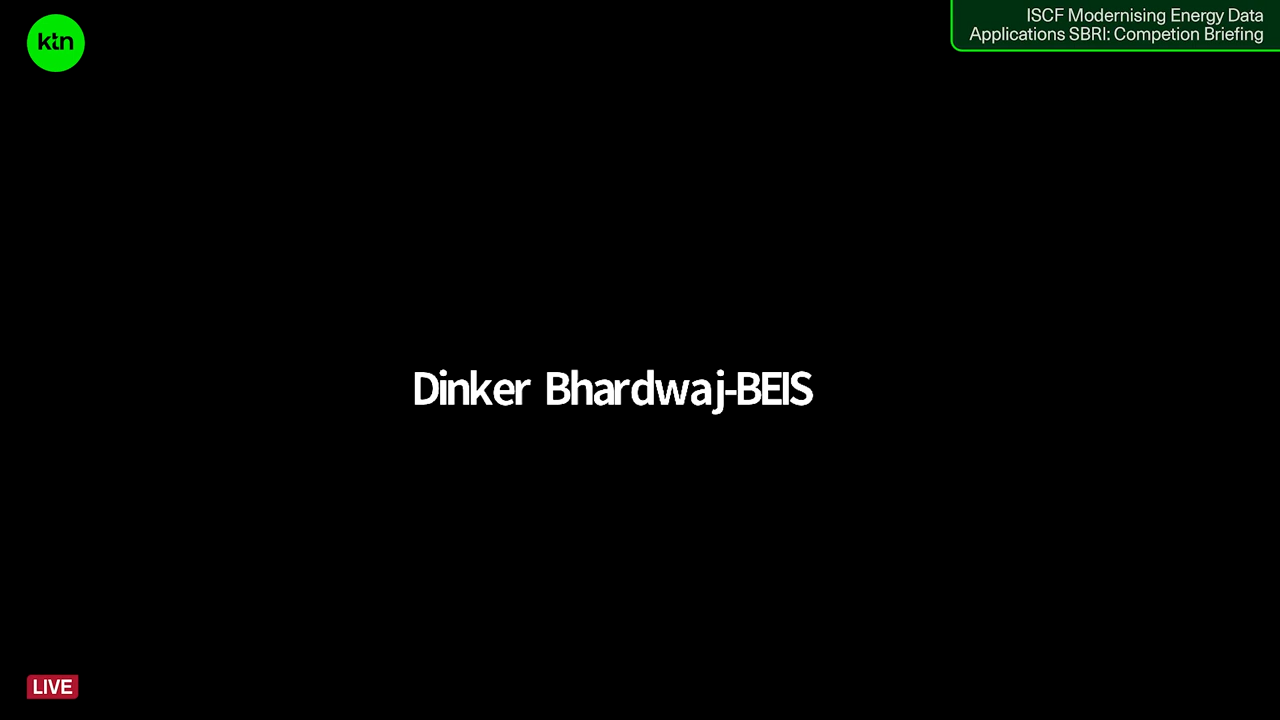 ktn
ISCF Modernising Energy Data
Applications SBRI: Competion Briefing
Dinker Bhardwaj-BEIS
LIVE